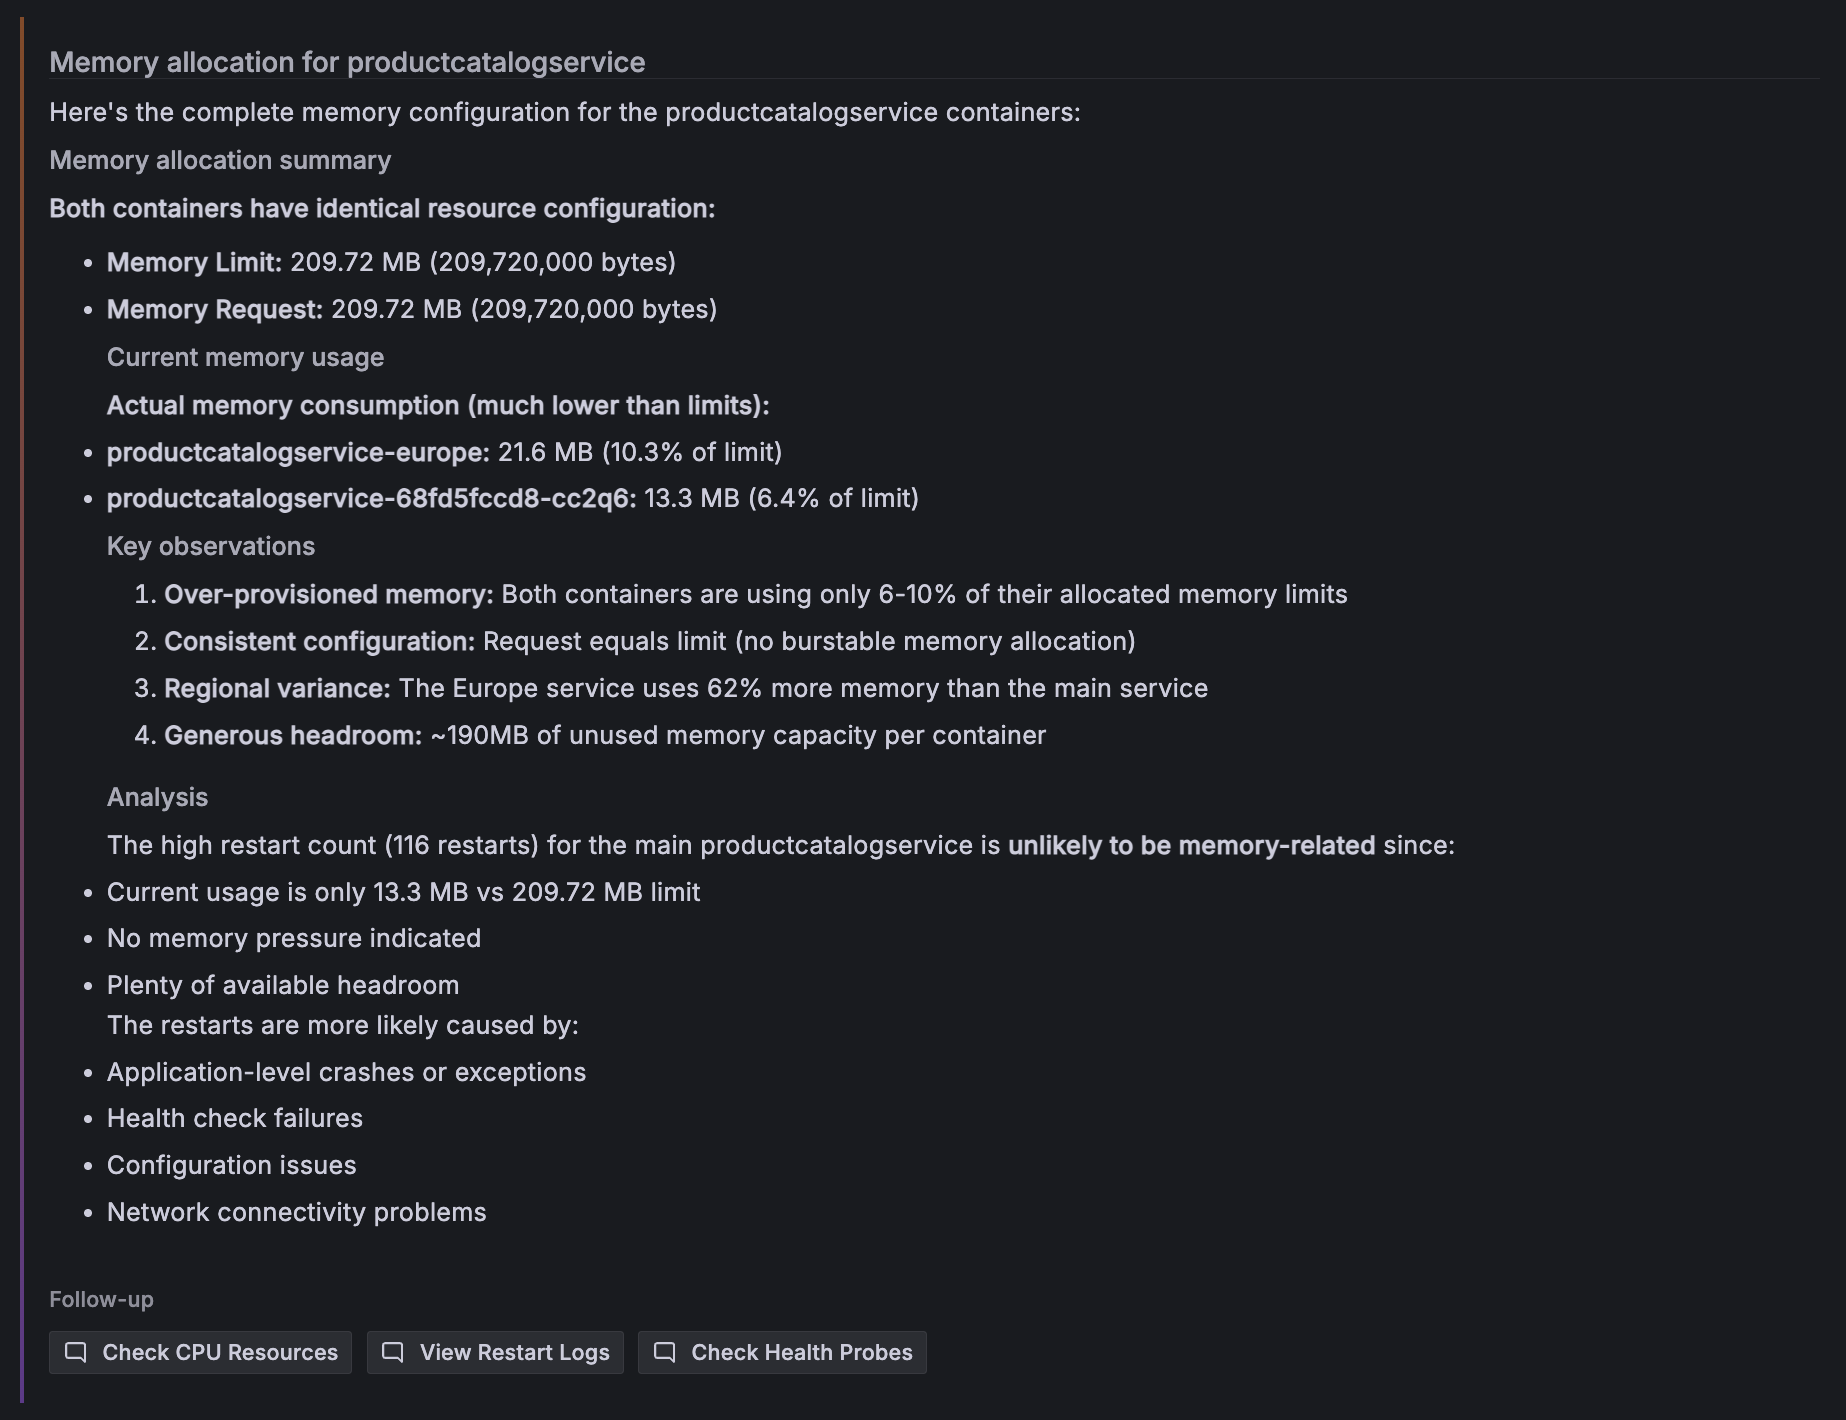 Memory allocation for productcatalogservice
Here's the complete memory configuration for the productcatalogservice containers:
Memory allocation summary
Both containers have identical resource configuration:
• Memory Limit: 209.72 MB (209,720,000 bytes)
• Memory Request: 209.72 MB (209,720,000 bytes)
Current memory usage
Actual memory consumption (much lower than limits):
• productcatalogservice-europe: 21.6 MB (10.3% of limit)
• productcatalogservice-68fd5fccd8-cc2q6: 13.3 MB (6.4% of limit)
Key observations
1. Over-provisioned memory: Both containers are using only 6-10% of their allocated memory limits
2. Consistent configuration: Request equals limit (no burstable memory allocation)
3. Regional variance: The Europe service uses 62% more memory than the main service
4. Generous headroom: ~190MB of unused memory capacity per container
Analysis
The high restart count (116 restarts) for the main productcatalogservice is unlikely to be memory-related since:
• Current usage is only 13.3 MB vs 209.72 MB limit
• No memory pressure indicated
• Plenty of available headroom
The restarts are more likely caused by:
• Application-level crashes or exceptions
• Health check failures
• Configuration issues
• Network connectivity problems
Follow-up
Check CPU Resources
View Restart Logs
Check Health Probes